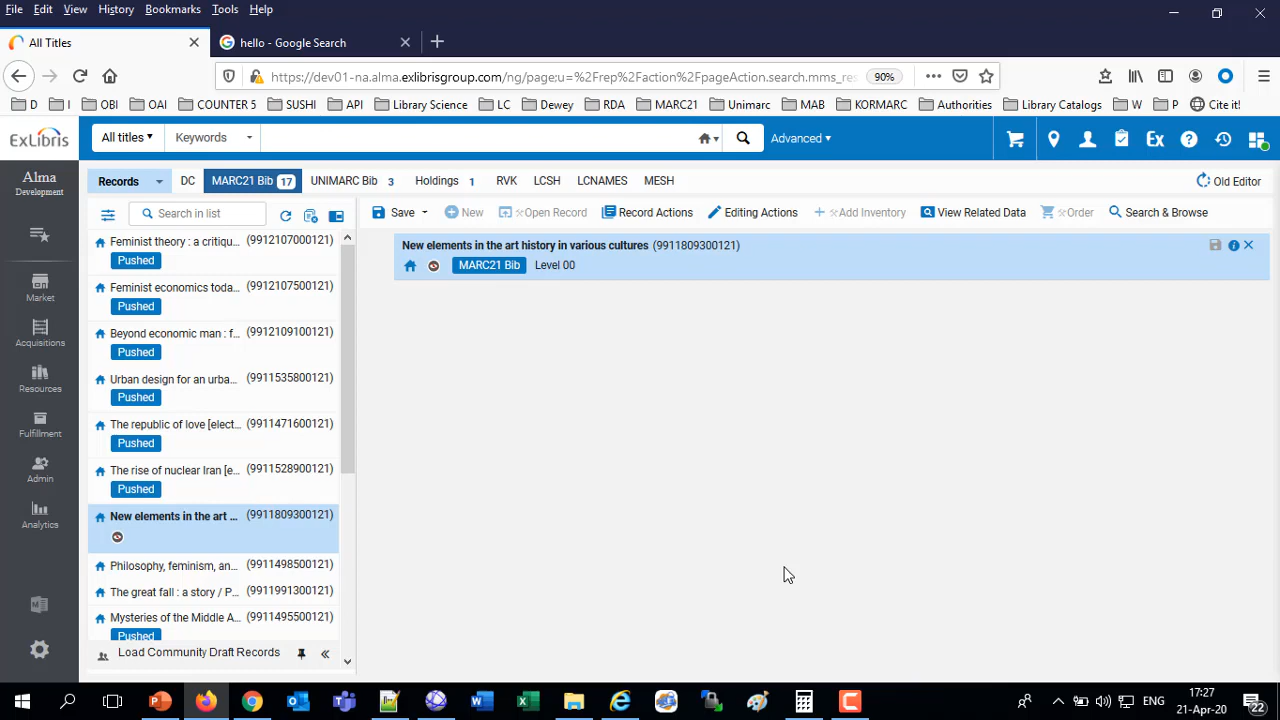 File Edit View History Bookmarks Tools Help
All Titles
hello - Google Search
https://dev01-na.alma.exlibrisgroup.com/ng/page;u=%2Frep%2Faction%2FpageAction.search.mms_res
90%
D I OBI OAI COUNTER 5 SUSHI API Library Science LC Dewey RDA MARC21 Unimarc MAB KORMARC Authorities Library Catalogs W P Cite it!
ExLibris
All titles Keywords Advanced
Ex
Alma
Development
Records DC MARC21 Bib 17 UNIMARC Bib 3 Holdings 1 RVK LCSH LCNAMES MESH Old Editor
Search in list
Save New Open Record Record Actions Editing Actions Add Inventory View Related Data Order Search & Browse
Feminist theory : a critiqu... (9912107000121)
Pushed
Feminist economics toda... (9912107500121)
Pushed
Beyond economic man : f... (9912109100121)
Pushed
Urban design for an urba... (9911535800121)
Pushed
The republic of love [elect... (9911471600121)
Pushed
The rise of nuclear Iran [e... (9911528900121)
Pushed
New elements in the art ... (9911809300121)
Philosophy, feminism, an... (9911498500121)
The great fall : a story / P... (9911991300121)
Mysteries of the Middle A... (9911495500121)
Pushed
Load Community Draft Records
New elements in the art history in various cultures (9911809300121)
MARC21 Bib Level 00
Market
Acquisitions
Resources
Fulfillment
Admin
Analytics
ENG
17:27
21-Apr-20
22